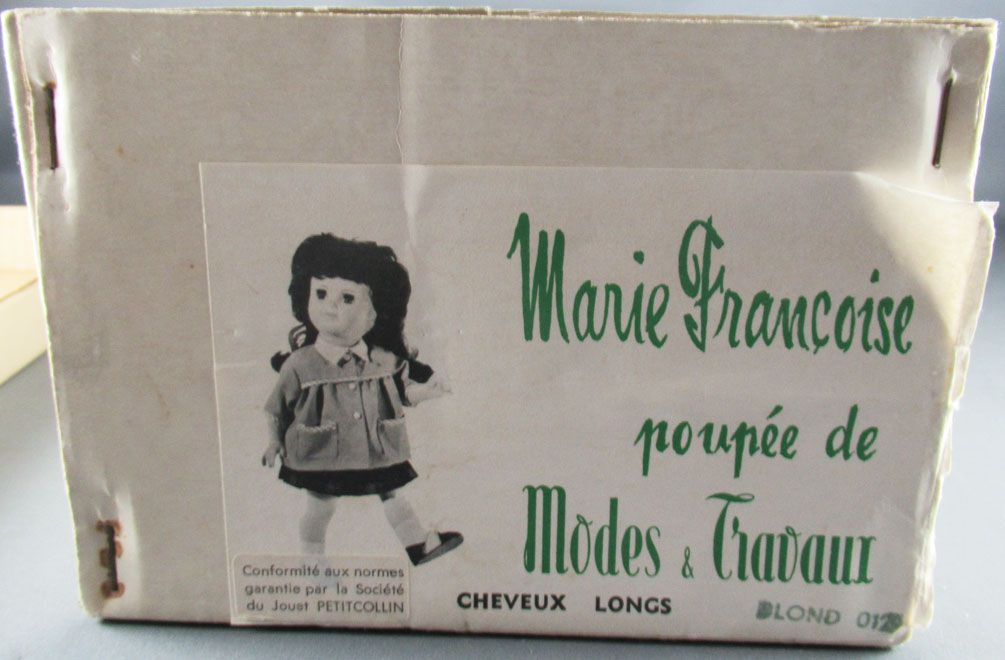 Marie Françoise
poupée de
Modes & Travaux
Conformité aux normes
garantie par la Société
du Jouet PETITCOLLIN
CHEVEUX LONGS
BLOND